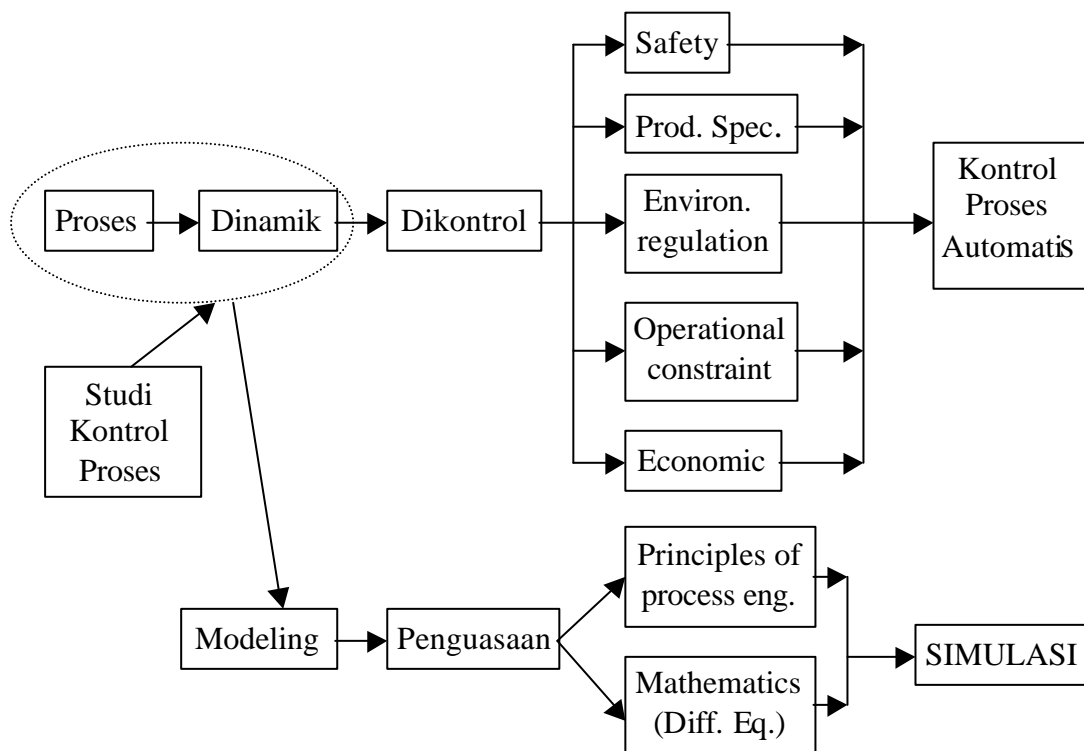 Safety
Prod. Spec.
Proses
Dinamik
Dikontrol
Environ.
regulation
Kontrol
Proses
Automatis
Operational
constraint
Studi
Kontrol
Proses
Economic
Principles of
process eng.
Modeling
Penguasaan
SIMULASI
Mathematics
(Diff. Eq.)